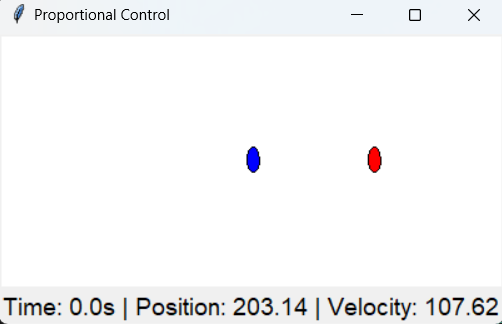 Proportional Control
Time: 0.0s | Position: 203.14 | Velocity: 107.62